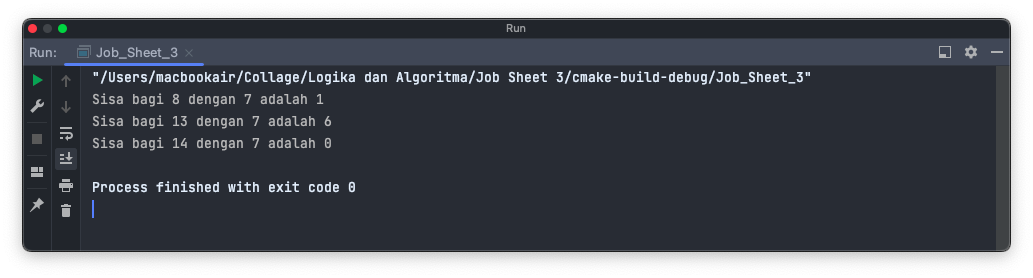 Run
Run: Job_Sheet_3
"/Users/macbookair/Collage/Logika dan Algoritma/Job Sheet 3/cmake-build-debug/Job_Sheet_3"
Sisa bagi 8 dengan 7 adalah 1
Sisa bagi 13 dengan 7 adalah 6
Sisa bagi 14 dengan 7 adalah 0
Process finished with exit code 0